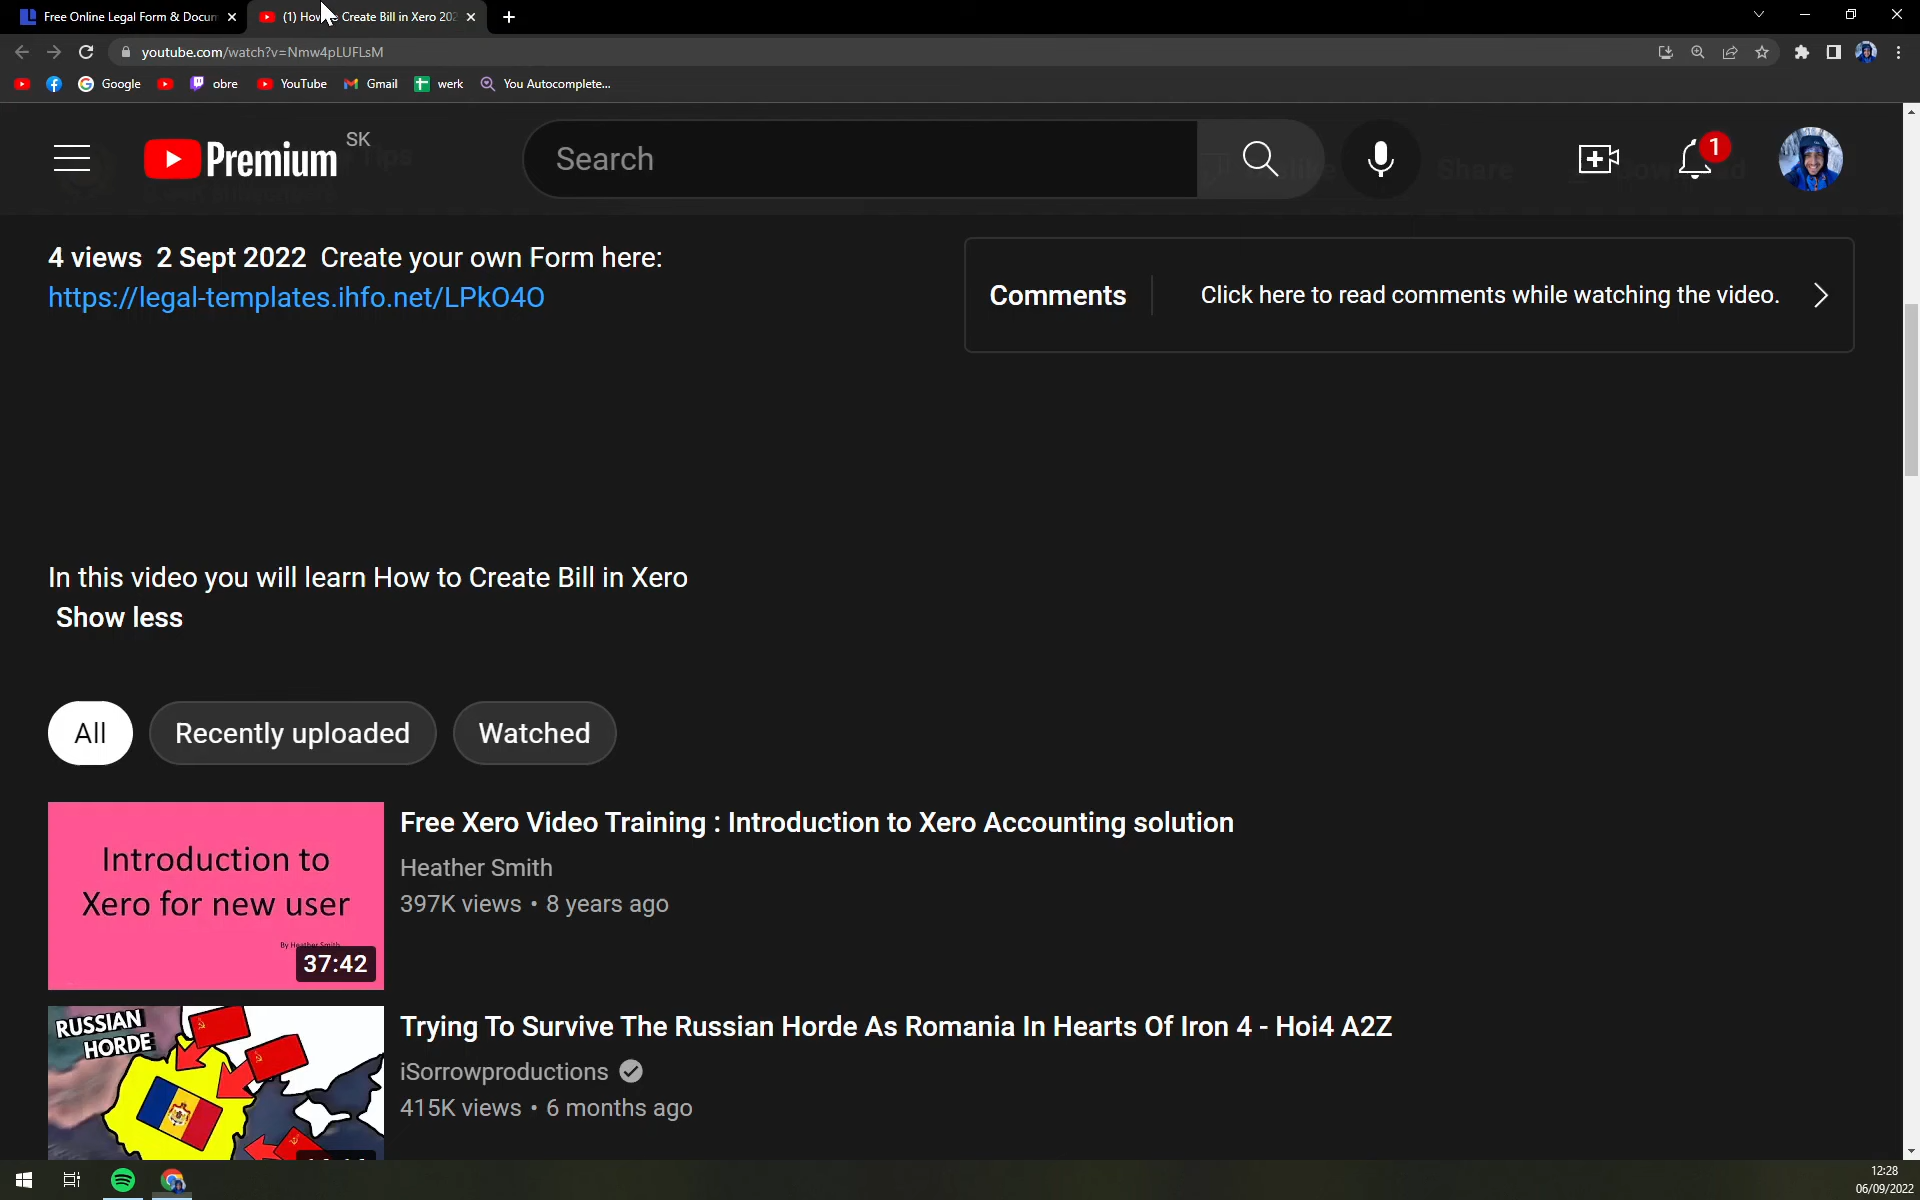 Free Online Legal Form & Docum
(1) How
Create Bill in Xero 202
youtube.com/watch?v=Nmw4pLUFLsM
Google
obre
YouTube
Gmail
werk
You Autocomplete...
Premium SK
Search
Share
1
4 views 2 Sept 2022 Create your own Form here:
https://legal-templates.ihfo.net/LPkO4O
Comments
Click here to read comments while watching the video.
In this video you will learn How to Create Bill in Xero
Show less
All
Recently uploaded
Watched
Introduction to
Xero for new user
By Heather Smith
37:42
Free Xero Video Training : Introduction to Xero Accounting solution
Heather Smith
397K views • 8 years ago
RUSSIAN
HORDE
Trying To Survive The Russian Horde As Romania In Hearts Of Iron 4 - Hoi4 A2Z
iSorrowproductions
415K views • 6 months ago
12:28
06/09/2022